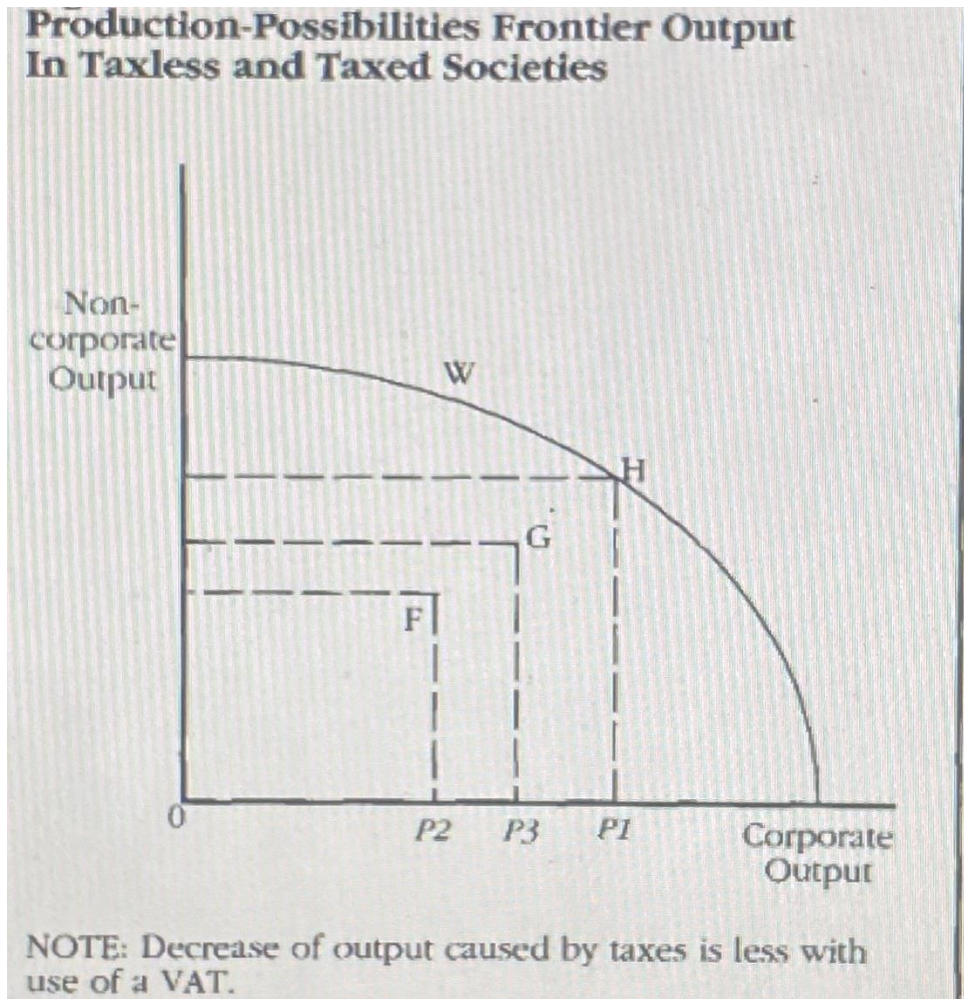 Production-Possibilities Frontier Output
In Taxless and Taxed Societies
Non-
corporate
Output
W
H
G
F
0
P2 P3 P1
Corporate
Output
NOTE: Decrease of output caused by taxes is less with
use of a VAT.